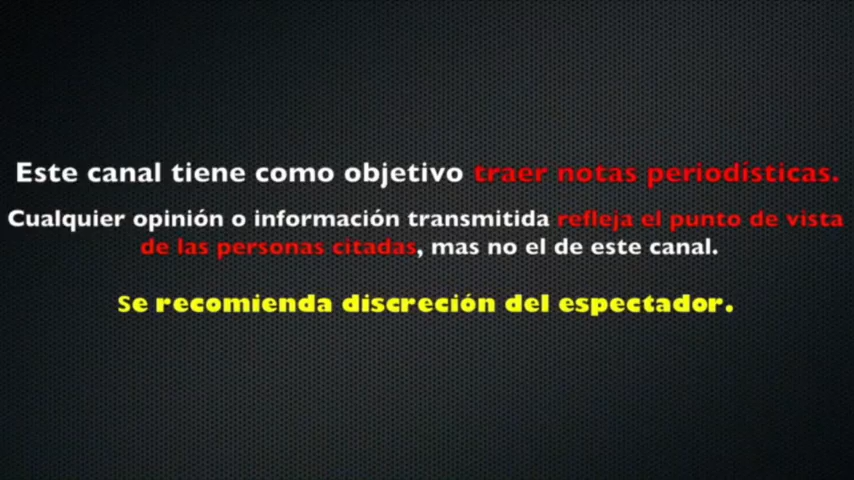 Este canal tiene como objetivo traer notas periodísticas.
Cualquier opinión o información transmitida refleja el punto de vista
de las personas citadas, mas no el de este canal.
Se recomienda discreción del espectador.